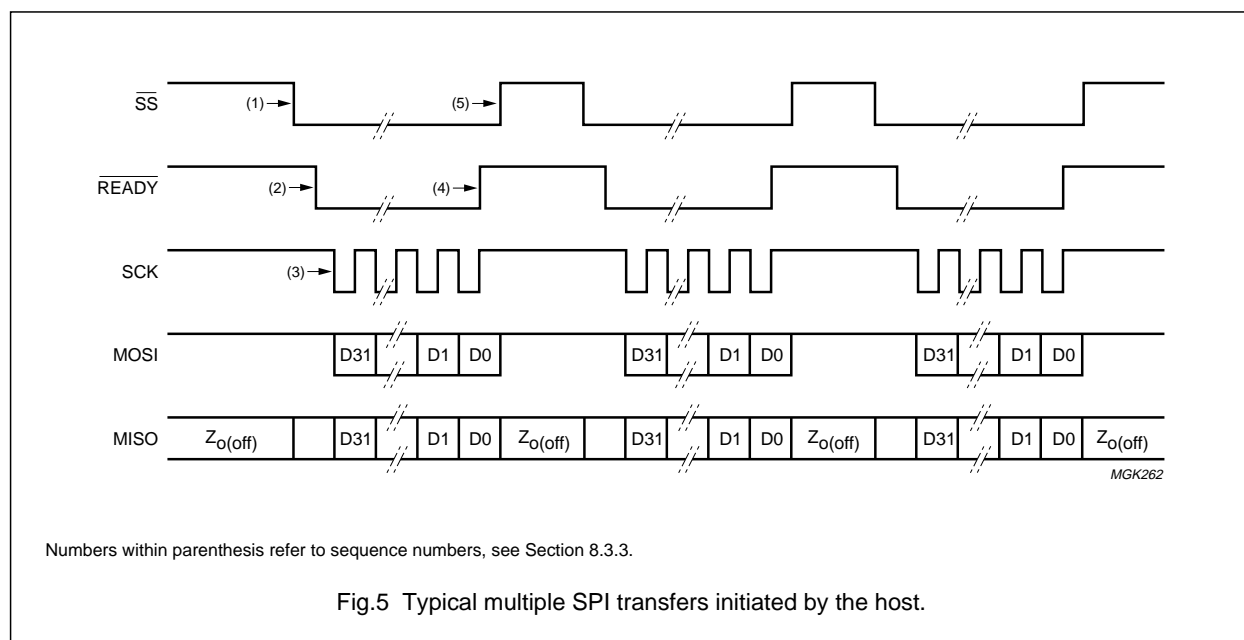 SS
(1)
(5)
READY
(2)
(4)
SCK
(3)
MOSI
D31 D1 D0 D31 D1 D0 D31 D1 D0
MISO
Zo(off) D31 D1 D0 Zo(off) D31 D1 D0 Zo(off) D31 D1 D0 Zo(off)
MGK262
Numbers within parenthesis refer to sequence numbers, see Section 8.3.3.
Fig.5 Typical multiple SPI transfers initiated by the host.